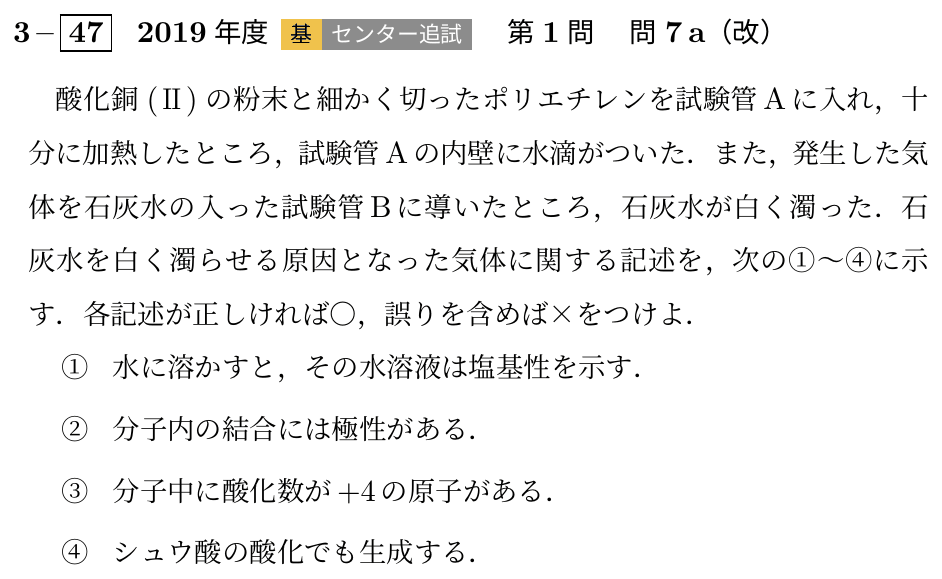 3-47 2019 年度 基 センター追試 第 1 問 問 7 a（改）
酸化銅 (Ⅱ) の粉末と細かく切ったポリエチレンを試験管 A に入れ，十
分に加熱したところ，試験管 A の内壁に水滴がついた．また，発生した気
体を石灰水の入った試験管 B に導いたところ，石灰水が白く濁った．石
灰水を白く濁らせる原因となった気体に関する記述を，次の①～④に示
す．各記述が正しければ○，誤りを含めば×をつけよ．
① 水に溶かすと，その水溶液は塩基性を示す．
② 分子内の結合には極性がある．
③ 分子中に酸化数が +4 の原子がある．
④ シュウ酸の酸化でも生成する．